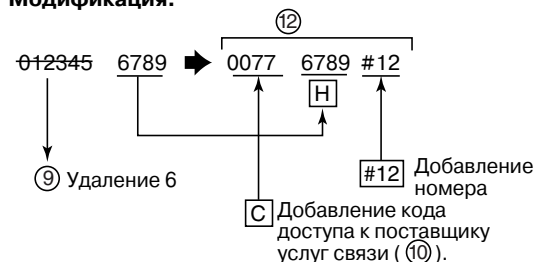 Модификация:
⑫
012345 6789 ➡ 0077 6789 #12
H
⑨ Удаление 6
#12 Добавление
номера
C Добавление кода
доступа к поставщику
услуг связи ( ⑩ ).